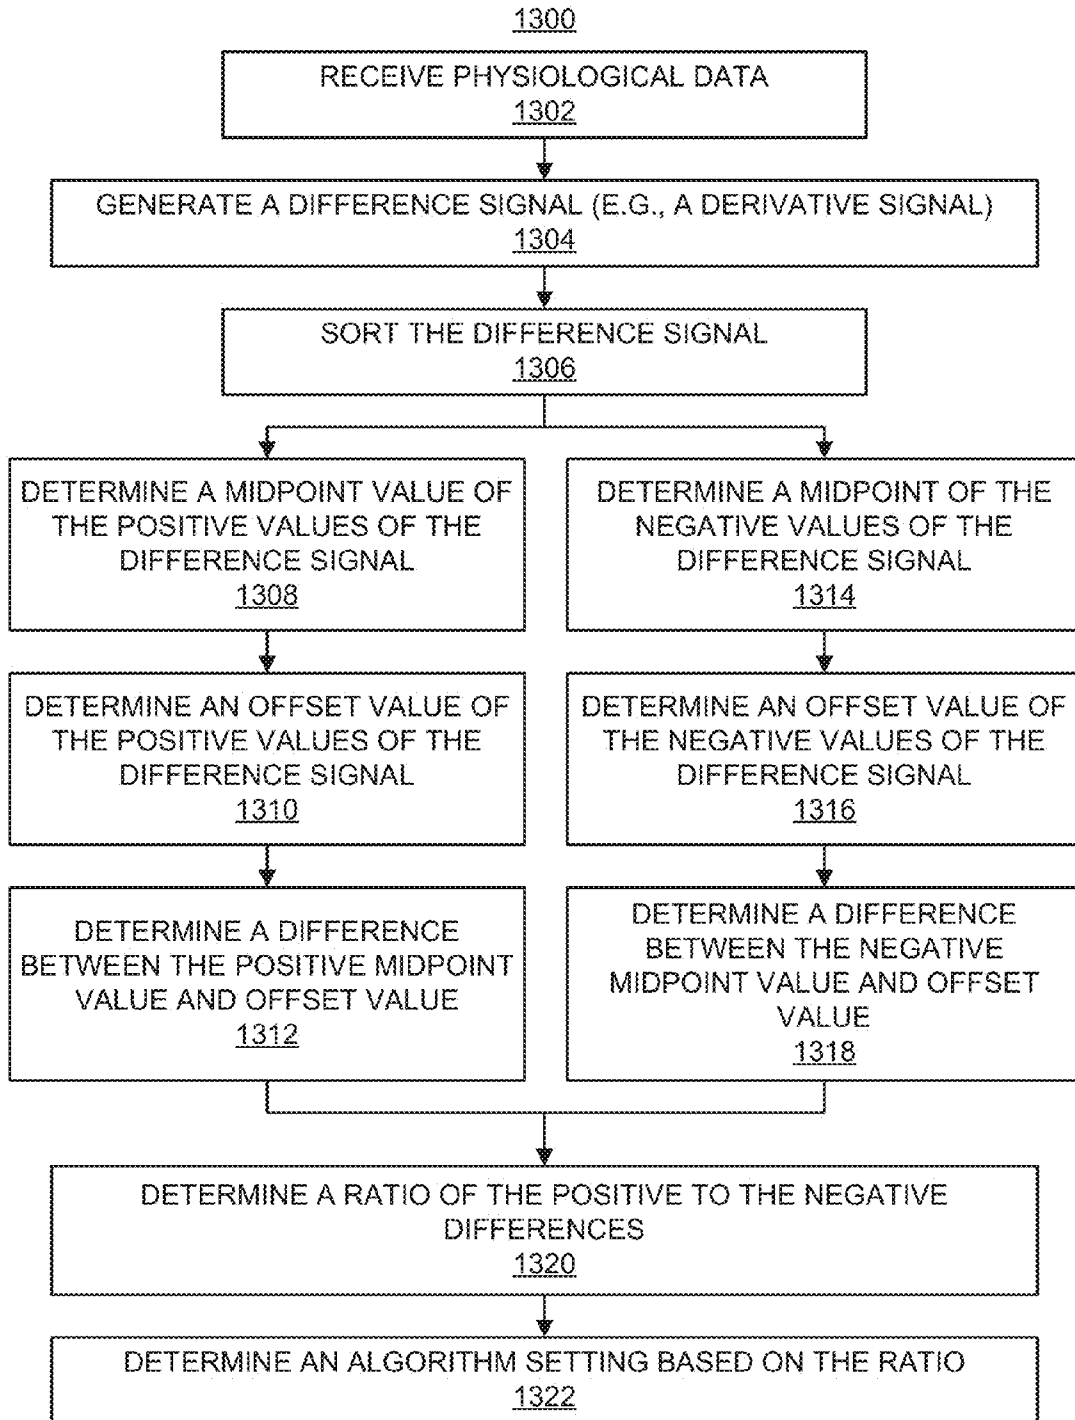 1300
RECEIVE PHYSIOLOGICAL DATA
1302
GENERATE A DIFFERENCE SIGNAL (E.G., A DERIVATIVE SIGNAL)
1304
SORT THE DIFFERENCE SIGNAL
1306
DETERMINE A MIDPOINT VALUE OF
THE POSITIVE VALUES OF THE
DIFFERENCE SIGNAL
1308
DETERMINE A MIDPOINT OF THE
NEGATIVE VALUES OF THE
DIFFERENCE SIGNAL
1314
DETERMINE AN OFFSET VALUE OF
THE POSITIVE VALUES OF THE
DIFFERENCE SIGNAL
1310
DETERMINE AN OFFSET VALUE OF
THE NEGATIVE VALUES OF THE
DIFFERENCE SIGNAL
1316
DETERMINE A DIFFERENCE
BETWEEN THE POSITIVE MIDPOINT
VALUE AND OFFSET VALUE
1312
DETERMINE A DIFFERENCE
BETWEEN THE NEGATIVE
MIDPOINT VALUE AND OFFSET
VALUE
1318
DETERMINE A RATIO OF THE POSITIVE TO THE NEGATIVE
DIFFERENCES
1320
DETERMINE AN ALGORITHM SETTING BASED ON THE RATIO
1322